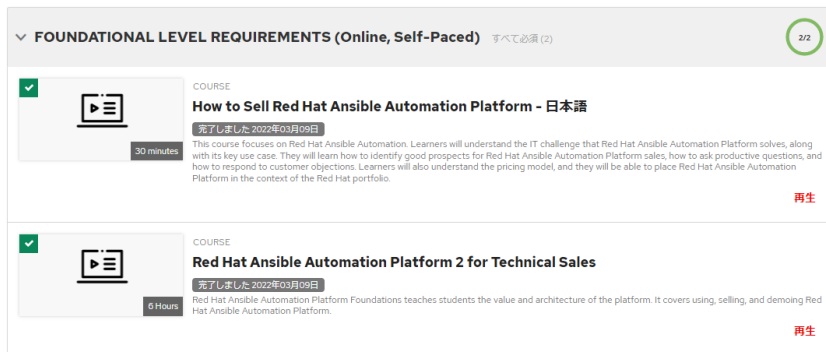 FOUNDATIONAL LEVEL REQUIREMENTS (Online, Self-Paced) すべて必須 (2)
2/2
COURSE
How to Sell Red Hat Ansible Automation Platform - 日本語
完了しました 2022年03月09日
30 minutes
This course focuses on Red Hat Ansible Automation. Learners will understand the IT challenge that Red Hat Ansible Automation Platform solves, along
with its key use case. They will learn how to identify good prospects for Red Hat Ansible Automation Platform sales, how to ask productive questions, and
how to respond to customer objections. Learners will also understand the pricing model, and they will be able to place Red Hat Ansible Automation
Platform in the context of the Red Hat portfolio.
再生
COURSE
Red Hat Ansible Automation Platform 2 for Technical Sales
完了しました 2022年03月09日
6 Hours
Red Hat Ansible Automation Platform Foundations teaches students the value and architecture of the platform. It covers using, selling, and demoing Red
Hat Ansible Automation Platform.
再生